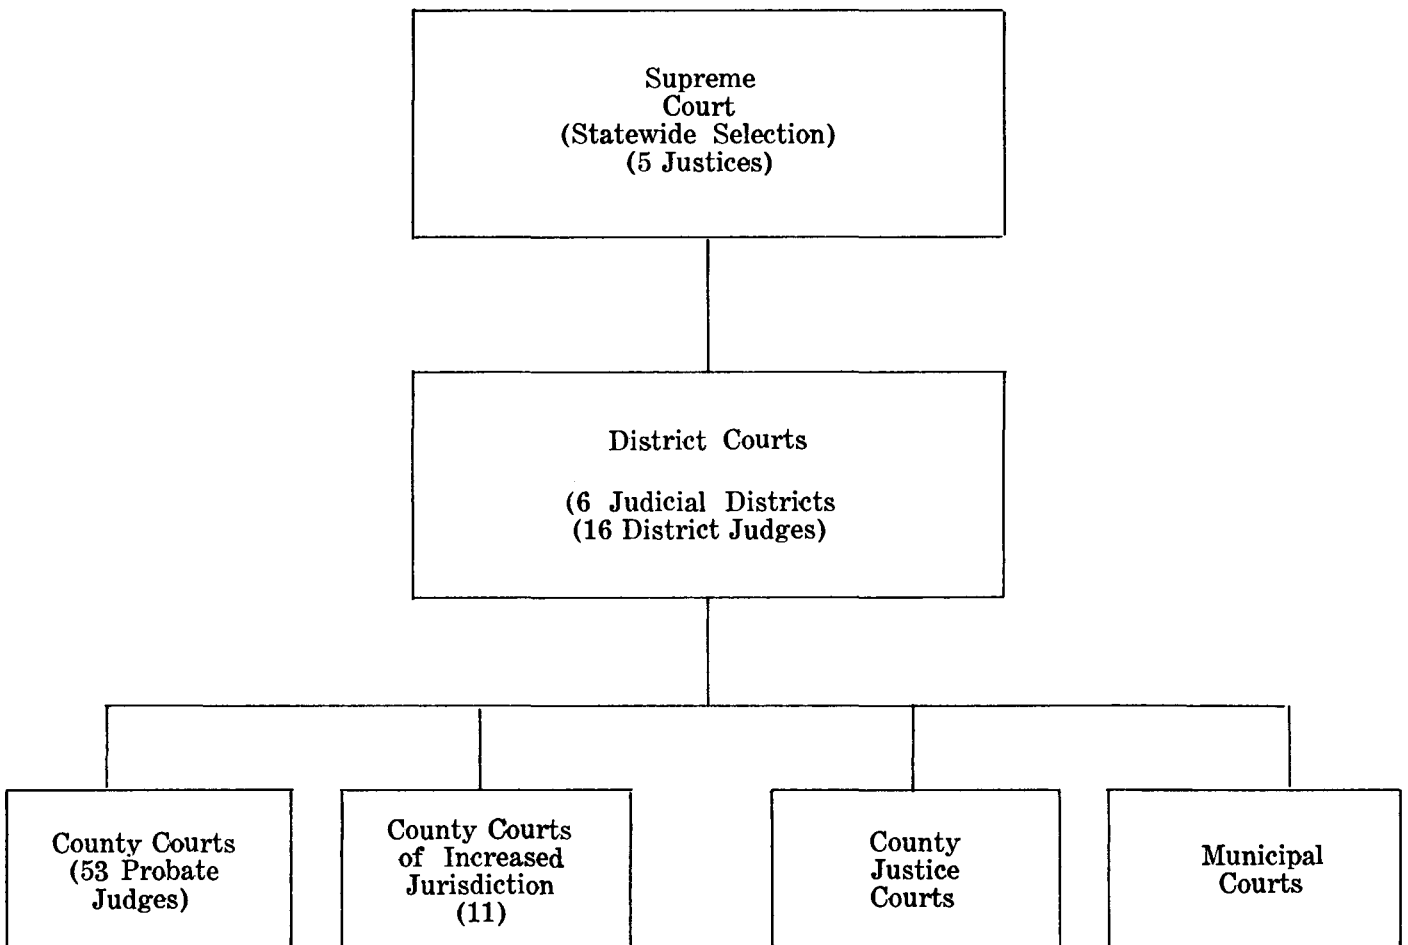 Supreme
Court
(Statewide Selection)
(5 Justices)
District Courts
(6 Judicial Districts
(16 District Judges)
County Courts
(53 Probate
Judges)
County Courts
of Increased
Jurisdiction
(11)
County
Justice
Courts
Municipal
Courts